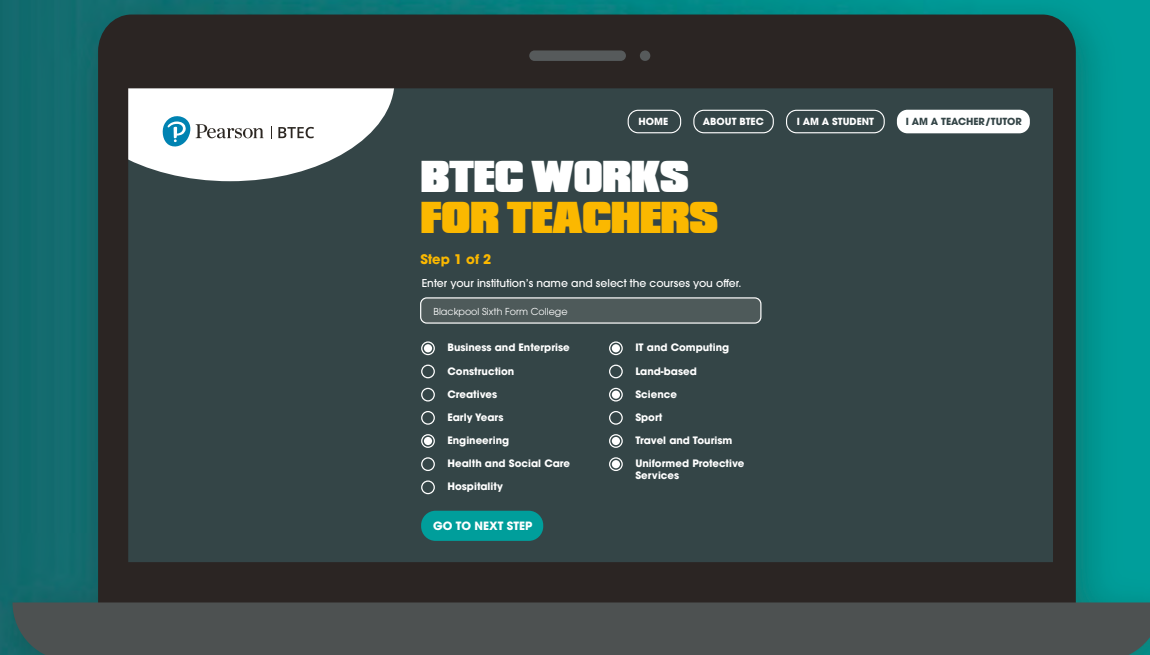 Pearson | BTEC
HOME
ABOUT BTEC
I AM A STUDENT
I AM A TEACHER/TUTOR
BTEC WORKS
FOR TEACHERS
Step 1 of 2
Enter your institution's name and select the courses you offer.
Blackpool Sixth Form College
Business and Enterprise
Construction
Creatives
Early Years
Engineering
Health and Social Care
Hospitality
IT and Computing
Land-based
Science
Sport
Travel and Tourism
Uniformed Protective
Services
GO TO NEXT STEP